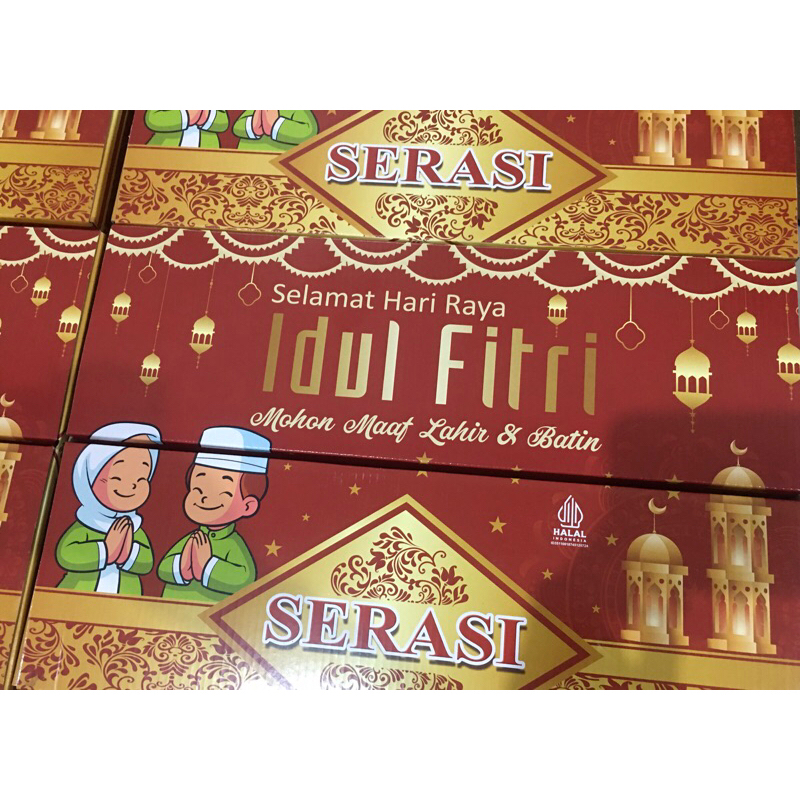 SERASI
Selamat Hari Raya
Idul Fitri
Mohon Maaf Lahir & Batin
HALAL
INDONESIA
SERASI